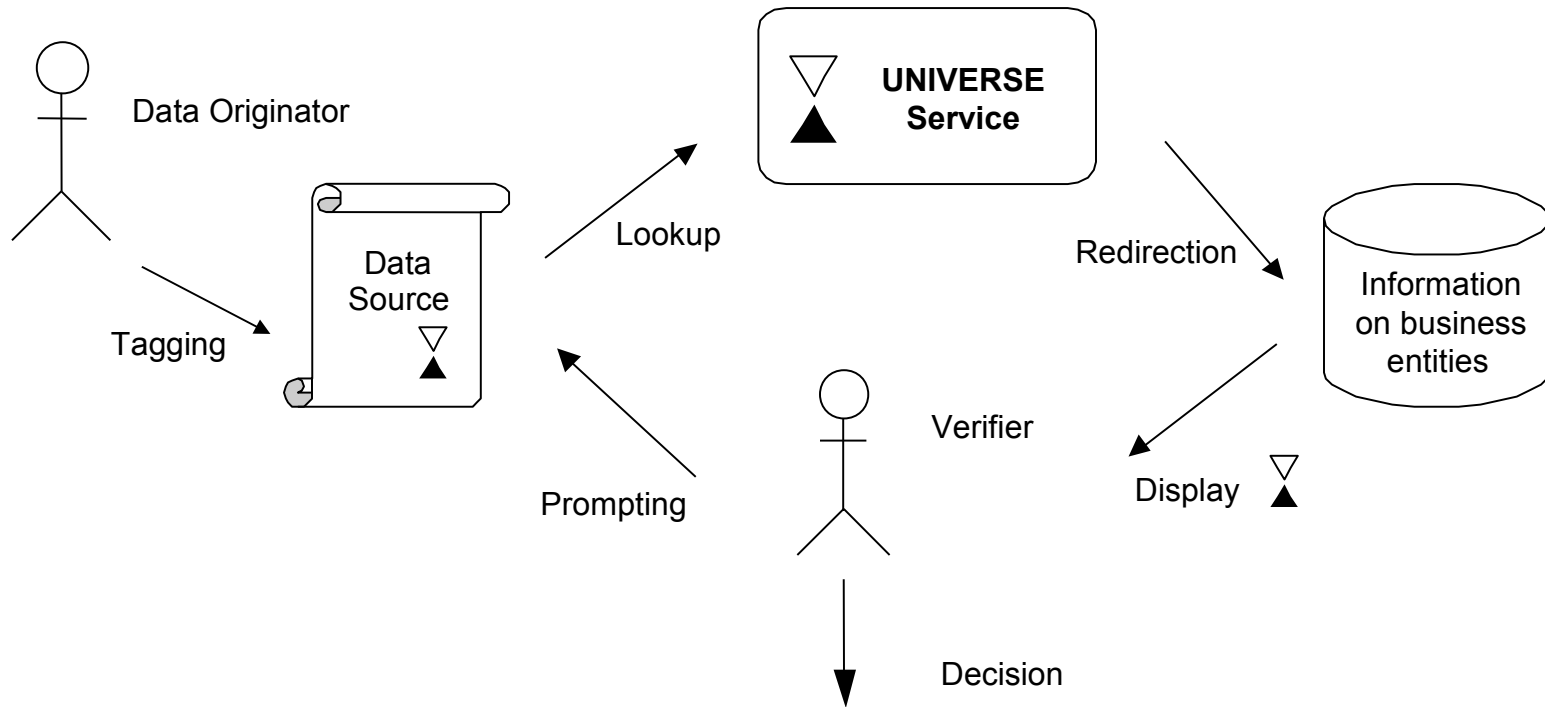 Data Originator
UNIVERSE
Service
Data
Source
Lookup
Redirection
Information
on business
entities
Tagging
Verifier
Prompting
Display
Decision